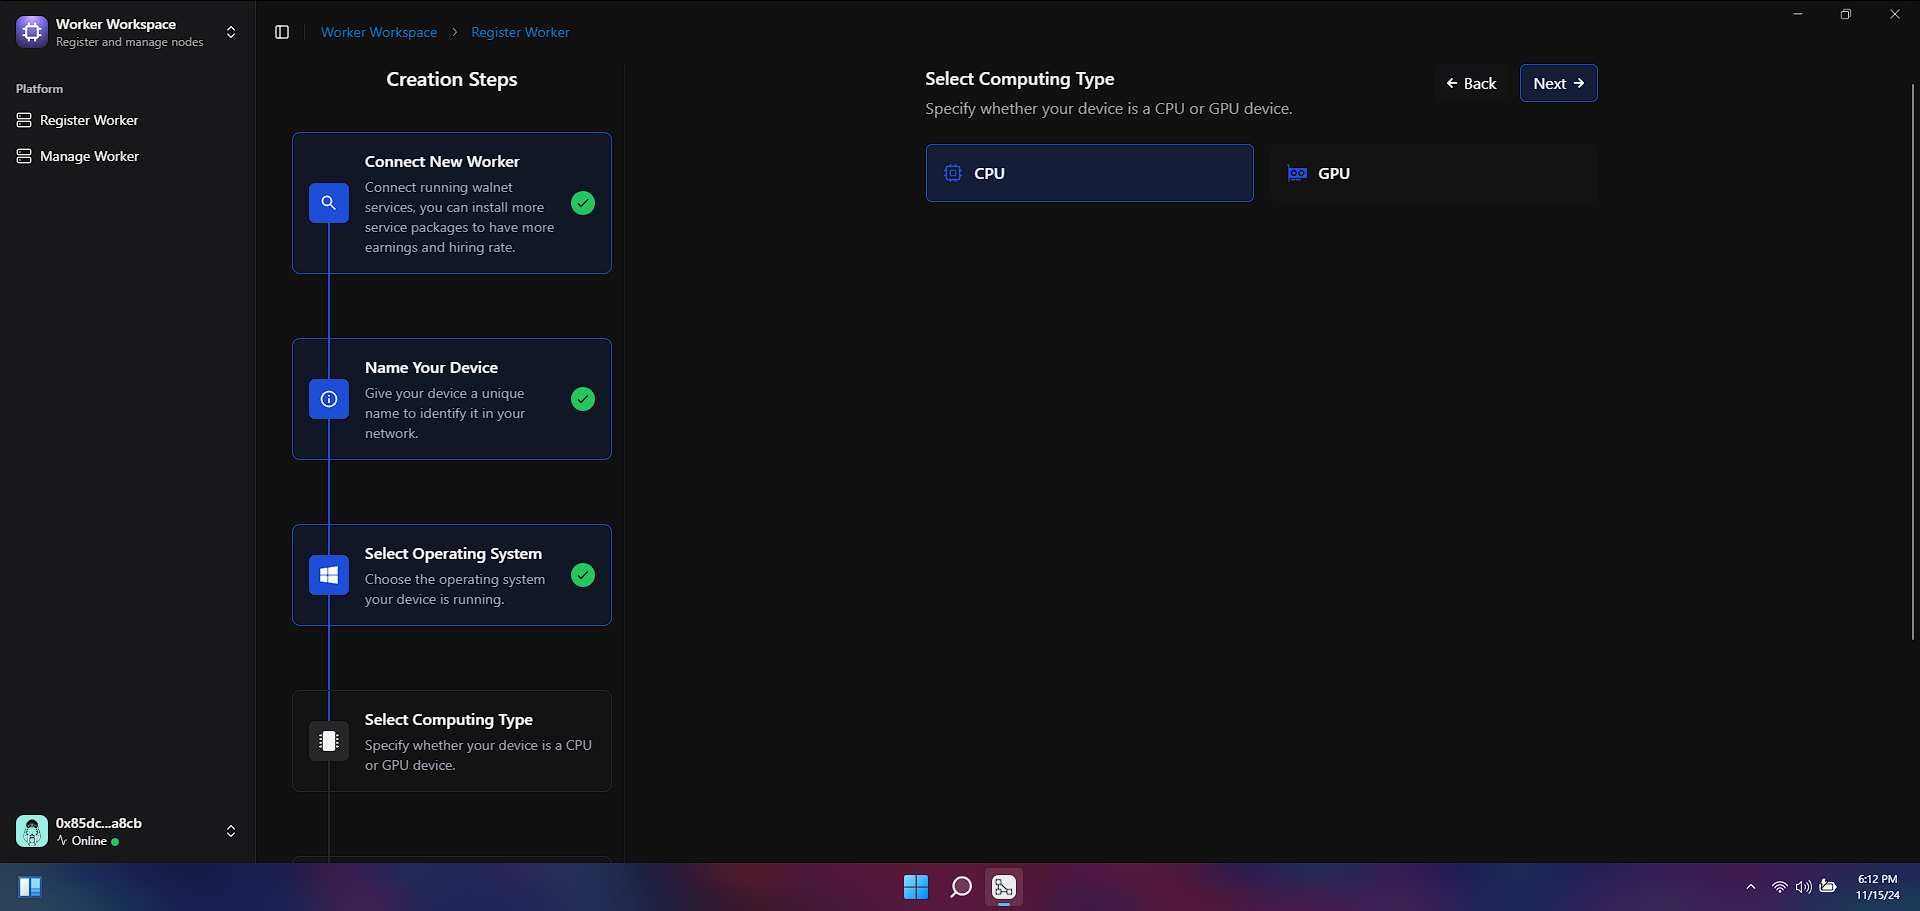 Worker Workspace
Register and manage nodes
Platform
Register Worker
Manage Worker
0x85dc...a8cb
Online
Worker Workspace > Register Worker
Creation Steps
Connect New Worker
Connect running walnet
services, you can install more
service packages to have more
earnings and hiring rate.
Name Your Device
Give your device a unique
name to identify it in your
network.
Select Operating System
Choose the operating system
your device is running.
Select Computing Type
Specify whether your device is a CPU
or GPU device.
Select Computing Type
Specify whether your device is a CPU or GPU device.
Back
Next
CPU
GPU
6:12 PM
11/15/24